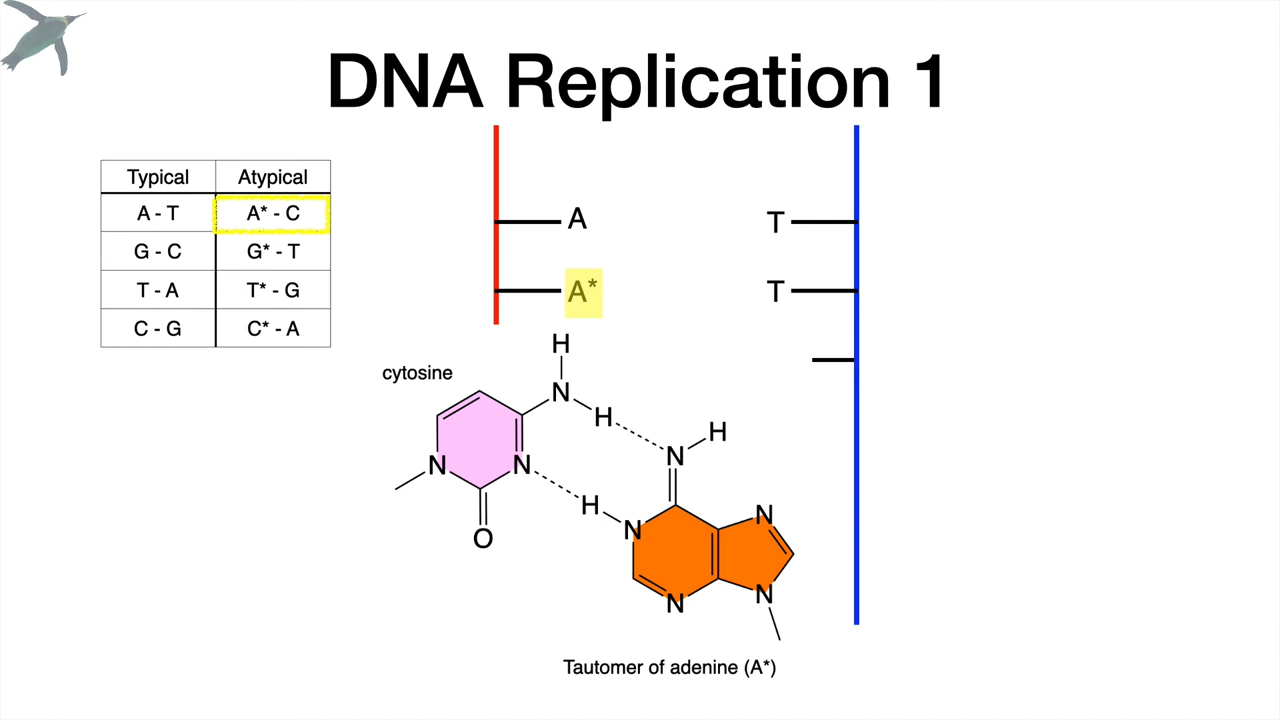 DNA Replication 1
Typical Atypical
A - T A* - C
G - C G* - T
T - A T* - G
C - G C* - A
A T
A* T
cytosine
H
N
H
N
H
N
N
O
H
N
N
N
N
Tautomer of adenine (A*)